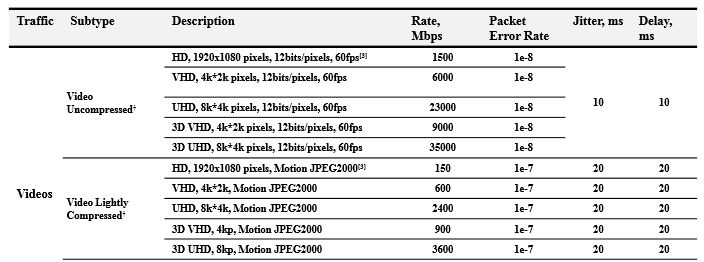 Traffic Subtype Description Rate, Mbps Packet Error Rate Jitter, ms Delay, ms
Videos
Video Uncompressed‡
HD, 1920x1080 pixels, 12bits/pixels, 60fps[3] 1500 1e-8
VHD, 4k*2k pixels, 12bits/pixels, 60fps 6000 1e-8
UHD, 8k*4k pixels, 12bits/pixels, 60fps 23000 1e-8
3D VHD, 4k*2k pixels, 12bits/pixels, 60fps 9000 1e-8
3D UHD, 8k*4k pixels, 12bits/pixels, 60fps 35000 1e-8
10 10
Video Lightly Compressed‡
HD, 1920x1080 pixels, Motion JPEG2000[3] 150 1e-7 20 20
VHD, 4k*2k, Motion JPEG2000 600 1e-7 20 20
UHD, 8k*4k, Motion JPEG2000 2400 1e-7 20 20
3D VHD, 4kp, Motion JPEG2000 900 1e-7 20 20
3D UHD, 8kp, Motion JPEG2000 3600 1e-7 20 20